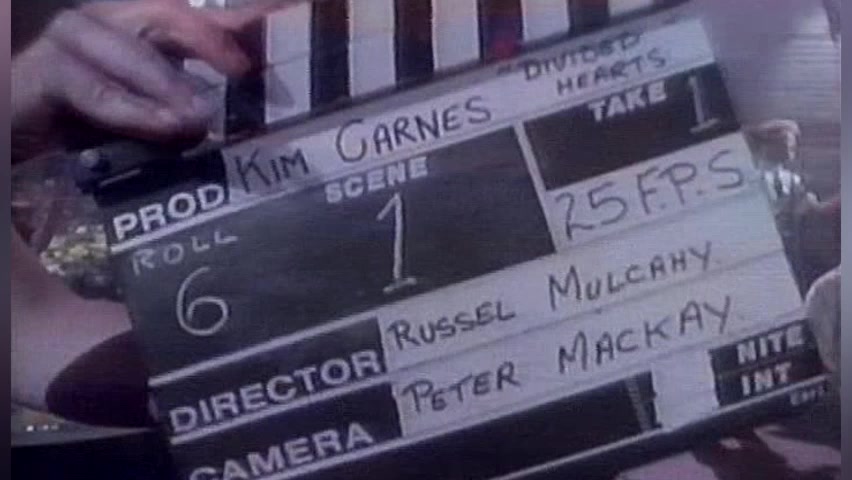 DIVIDED
HEARTS
PROD KIM CARNES
SCENE
1
TAKE 1
ROLL
6
25 F.P.S
DIRECTOR RUSSEL MULCAHY
CAMERA PETER MACKAY
NITE
INT